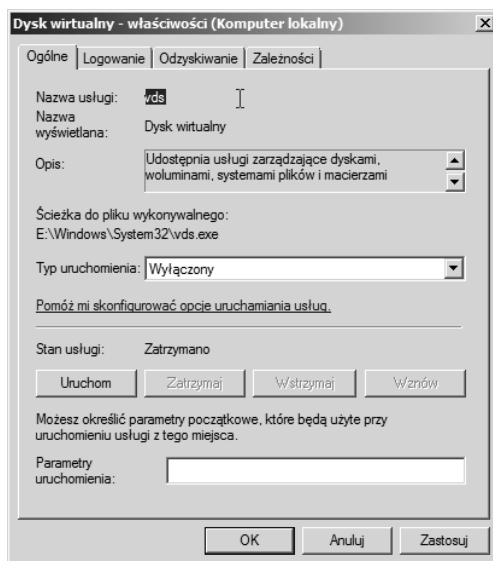 Dysk wirtualny - właściwości (Komputer lokalny)
Ogólne Logowanie Odzyskiwanie Zależności
Nazwa usługi: vds
Nazwa
wyświetlana: Dysk wirtualny
Opis: Udostępnia usługi zarządzające dyskami,
woluminami, systemami plików i macierzami
Ścieżka do pliku wykonywalnego:
E:\Windows\System32\vds.exe
Typ uruchomienia: Wyłączony
Pomóż mi skonfigurować opcje uruchamiania usług.
Stan usługi: Zatrzymano
Uruchom Zatrzymaj Wstrzymaj Wznów
Możesz określić parametry początkowe, które będą użyte przy
uruchomieniu usługi z tego miejsca.
Parametry
uruchomienia:
OK Anuluj Zastosuj